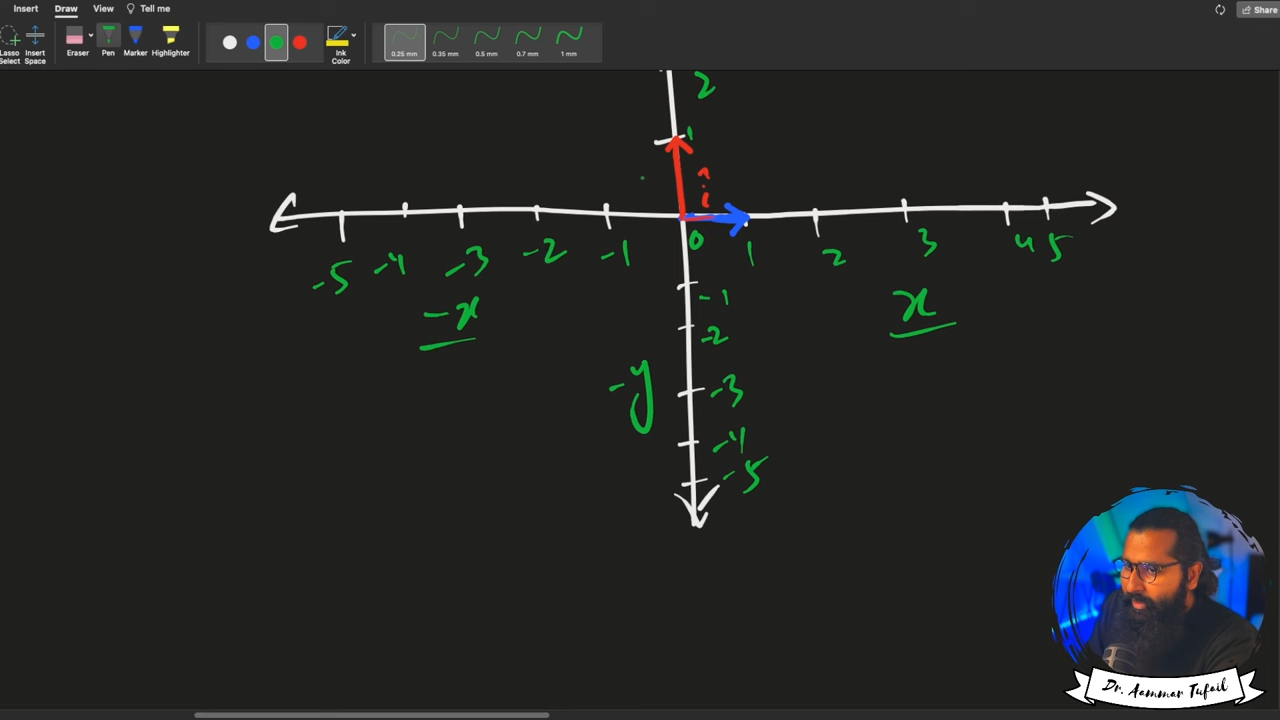 Insert Draw View Tell me Share
Lasso Select Insert Space Eraser Pen Marker Highlighter Ink Color 0.25 mm 0.35 mm 0.5 mm 0.7 mm 1 mm
2
1
î
-5 -4 -3 -2 -1 0 1 2 3 4 5
-x x
-1
-2
-y -3
-4
-5
Dr. Aammar Tufail